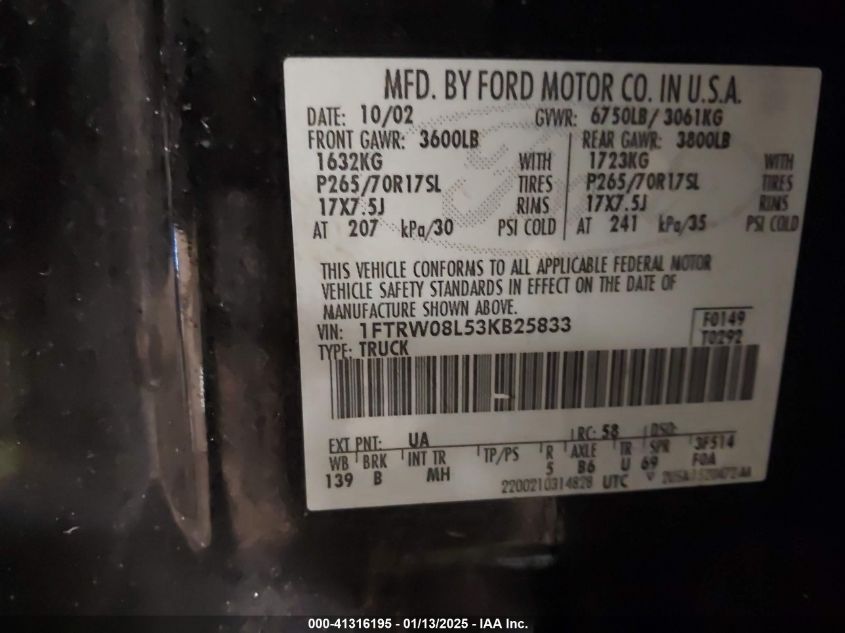 MFD. BY FORD MOTOR CO. IN U.S.A.
DATE: 10/02 GVWR: 6750LB/ 3061KG
FRONT GAWR: 3600LB REAR GAWR: 3800LB
1632KG WITH 1723KG WITH
P265/70R17SL TIRES P265/70R17SL TIRES
17X7.5J RIMS 17X7.5J RIMS
AT 207 kPa/30 PSI COLD AT 241 kPa/35 PSI COLD
THIS VEHICLE CONFORMS TO ALL APPLICABLE FEDERAL MOTOR
VEHICLE SAFETY STANDARDS IN EFFECT ON THE DATE OF
MANUFACTURE SHOWN ABOVE.
VIN: 1FTRW08L53KB25833 F0149
TYPE: TRUCK T0292
EXT PNT: UA RC: 58 DSO: 3F514
WB BRK INT TR TP/PS R AXLE TR SPR F0A
139 B MH 5 B6 U 69
2200210314828 UTC
000-41316195 - 01/13/2025 - IAA Inc.